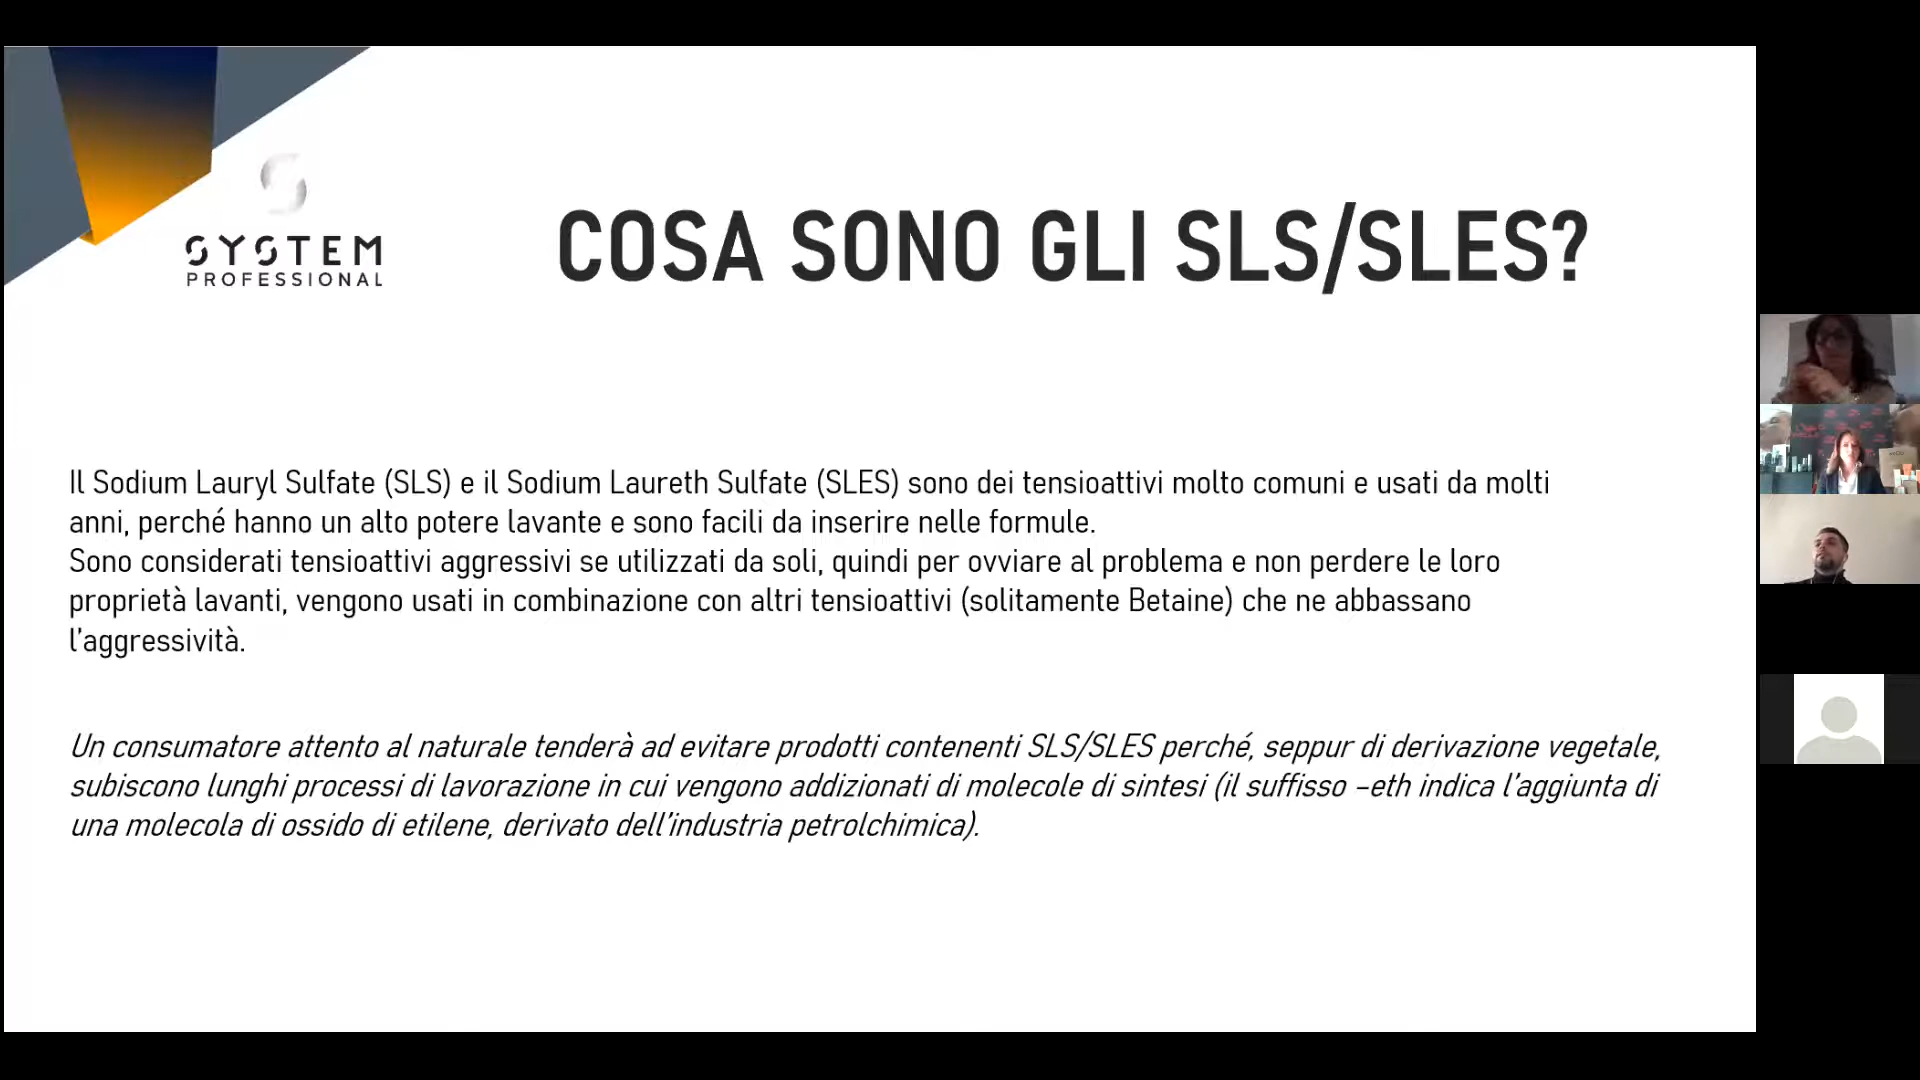 SYSTEM
PROFESSIONAL
COSA SONO GLI SLS/SLES?
Il Sodium Lauryl Sulfate (SLS) e il Sodium Laureth Sulfate (SLES) sono dei tensioattivi molto comuni e usati da molti
anni, perché hanno un alto potere lavante e sono facili da inserire nelle formule.
Sono considerati tensioattivi aggressivi se utilizzati da soli, quindi per ovviare al problema e non perdere le loro
proprietà lavanti, vengono usati in combinazione con altri tensioattivi (solitamente Betaine) che ne abbassano
l'aggressività.
Un consumatore attento al naturale tenderà ad evitare prodotti contenenti SLS/SLES perché, seppur di derivazione vegetale,
subiscono lunghi processi di lavorazione in cui vengono addizionati di molecole di sintesi (il suffisso –eth indica l'aggiunta di
una molecola di ossido di etilene, derivato dell'industria petrolchimica).